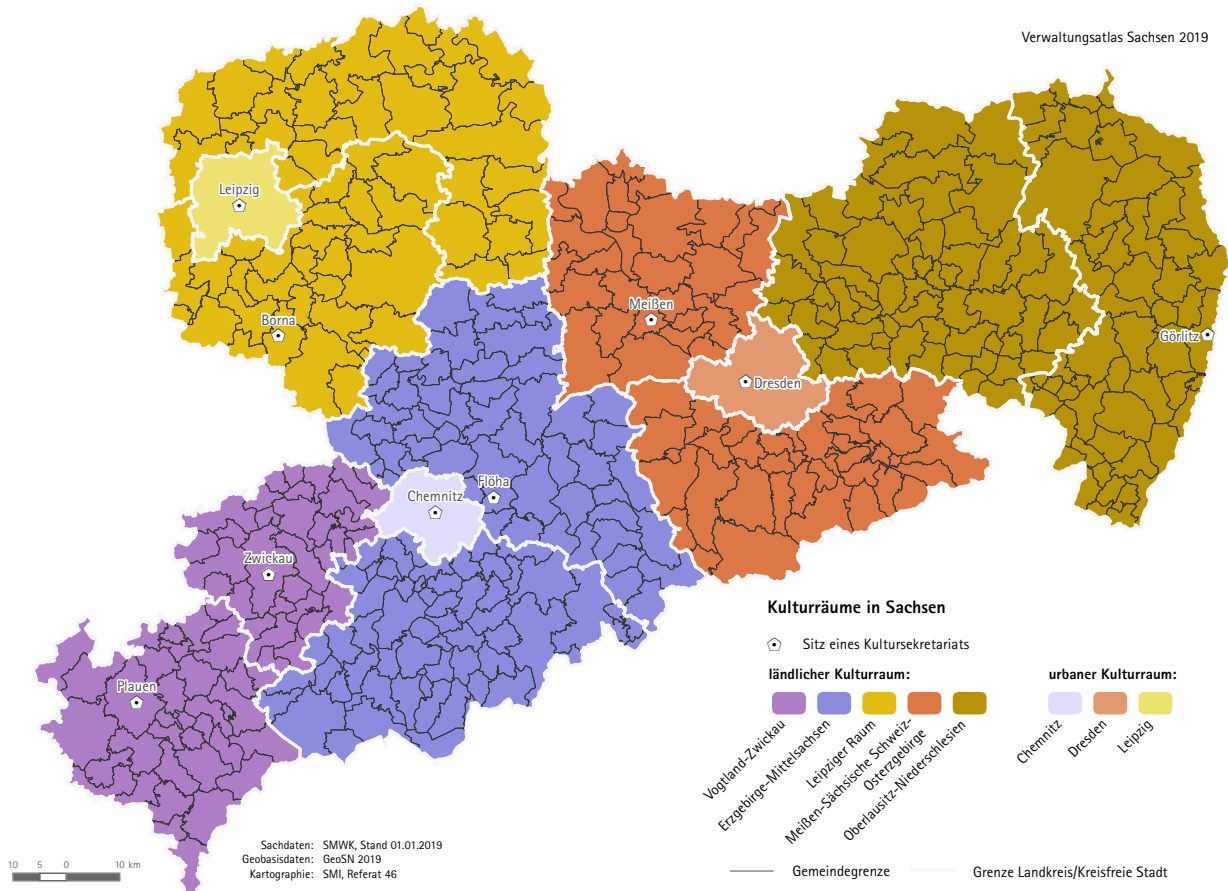 Verwaltungsatlas Sachsen 2019
Leipzig
Borna
Meißen
Görlitz
Dresden
Flöha
Chemnitz
Zwickau
Plauen
Kulturräume in Sachsen
Sitz eines Kultursekretariats
ländlicher Kulturraum:
urbaner Kulturraum:
Vogtland-Zwickau
Erzgebirge-Mittelsachsen
Leipziger Raum
Meißen-Sächsische Schweiz-
Osterzgebirge
Oberlausitz-Niederschlesien
Chemnitz
Dresden
Leipzig
Gemeindegrenze
Grenze Landkreis/Kreisfreie Stadt
Sachdaten: SMWK, Stand 01.01.2019
Geobasisdaten: GeoSN 2019
Kartographie: SMI, Referat 46
10 5 0 10 km